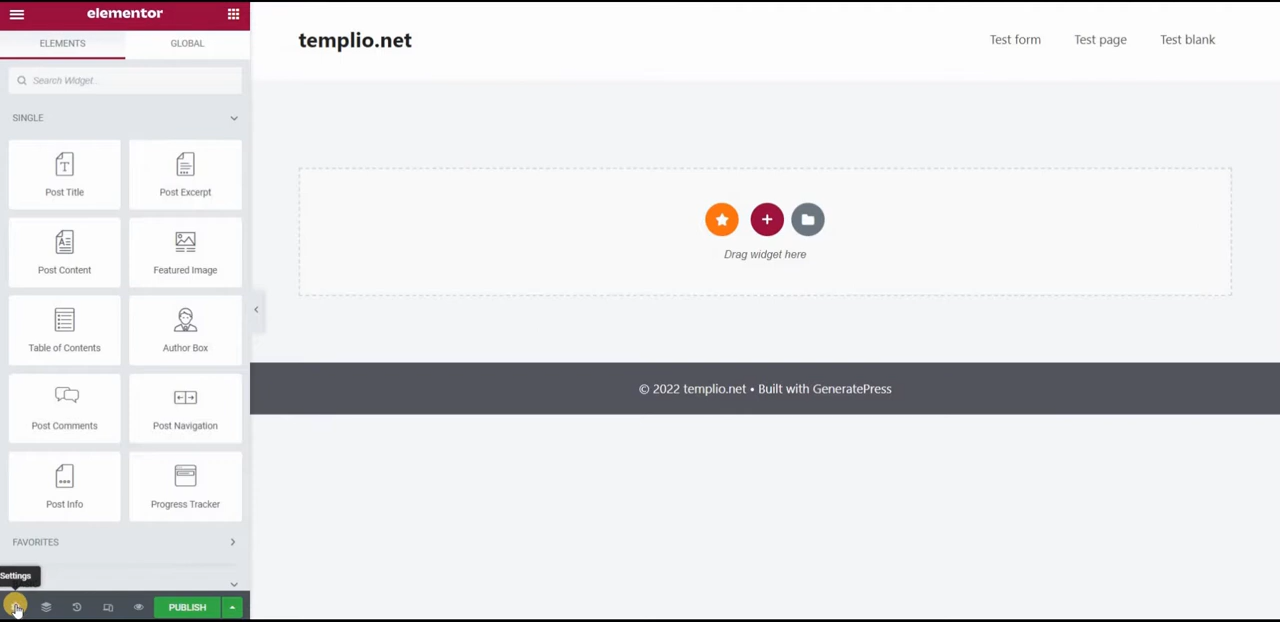 elementor
ELEMENTS
GLOBAL
Search Widget...
SINGLE
Post Title
Post Excerpt
Post Content
Featured Image
Table of Contents
Author Box
Post Comments
Post Navigation
Post Info
Progress Tracker
FAVORITES
Settings
PUBLISH
templio.net
Test form
Test page
Test blank
Drag widget here
© 2022 templio.net • Built with GeneratePress